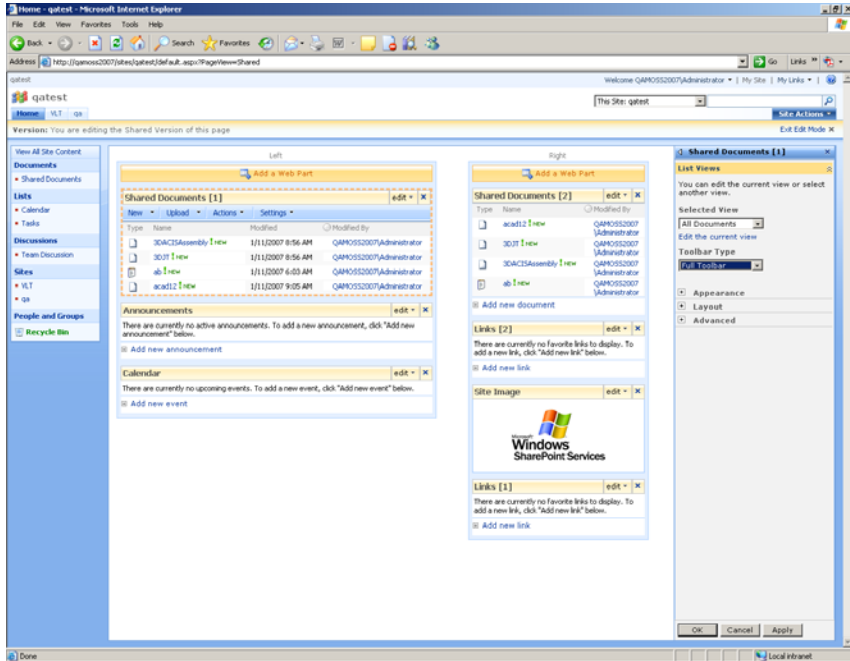 Home - qatest - Microsoft Internet Explorer
File Edit View Favorites Tools Help
Back Search Favorites
Address http://qamoss2007/sites/qatest/default.aspx?PageView=Shared Go Links
qatest Welcome QAMOSS2007\Administrator My Site My Links
qatest This Site: qatest
Home VLT qa Site Actions
Version: You are editing the Shared Version of this page Exit Edit Mode
View All Site Content
Documents
Shared Documents
Lists
Calendar
Tasks
Discussions
Team Discussion
Sites
VLT
qa
People and Groups
Recycle Bin
Left
Add a Web Part
Shared Documents [1] edit
New Upload Actions Settings
Type Name Modified Modified By
3DACISAssembly ! NEW 1/11/2007 8:56 AM QAMOSS2007\Administrator
3DJT ! NEW 1/11/2007 8:56 AM QAMOSS2007\Administrator
ab ! NEW 1/11/2007 6:03 AM QAMOSS2007\Administrator
acad12 ! NEW 1/11/2007 9:05 AM QAMOSS2007\Administrator
Announcements edit
There are currently no active announcements. To add a new announcement, click "Add new
announcement" below.
Add new announcement
Calendar edit
There are currently no upcoming events. To add a new event, click "Add new event" below.
Add new event
Right
Add a Web Part
Shared Documents [2] edit
Type Name Modified By
acad12 ! NEW QAMOSS2007
\Administrator
3DJT ! NEW QAMOSS2007
\Administrator
3DACISAssembly ! NEW QAMOSS2007
\Administrator
ab ! NEW QAMOSS2007
\Administrator
Add new document
Links [2] edit
There are currently no favorite links to display. To
add a new link, click "Add new link" below.
Add new link
Site Image edit
Microsoft
Windows
SharePoint Services
Links [1] edit
There are currently no favorite links to display. To
add a new link, click "Add new link" below.
Add new link
Shared Documents [1]
List Views
You can edit the current view or select
another view.
Selected View
All Documents
Edit the current view
Toolbar Type
Full Toolbar
Appearance
Layout
Advanced
OK Cancel Apply
Done Local intranet